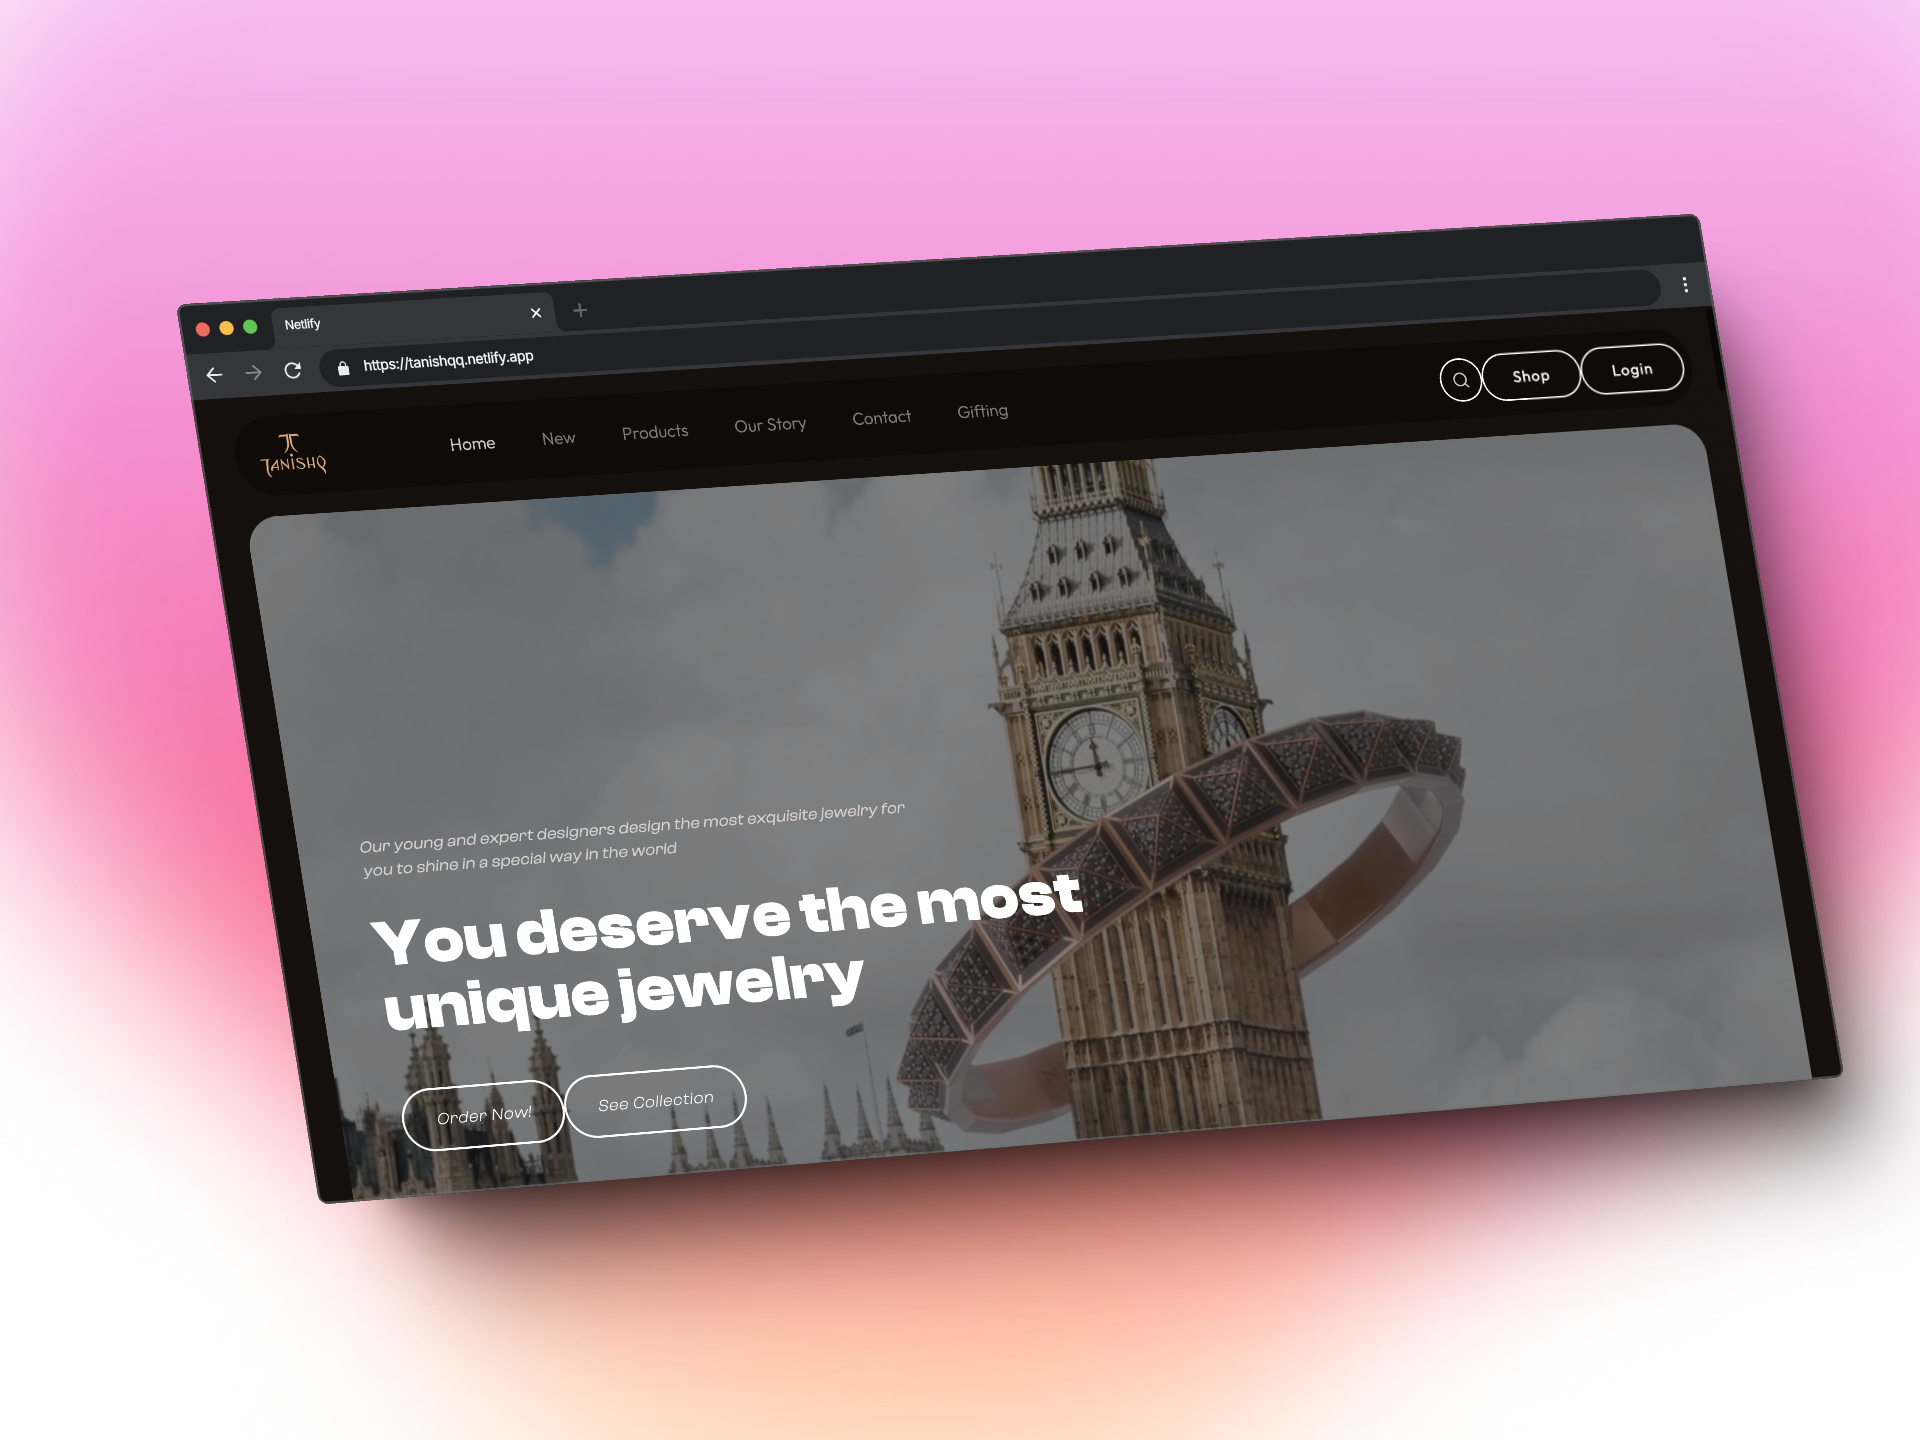 Netlify
https://tanishqq.netlify.app
TANISHQ
Home New Products Our Story Contact Gifting
Shop Login
Our young and expert designers design the most exquisite jewelry for
you to shine in a special way in the world
You deserve the most
unique jewelry
Order Now! See Collection